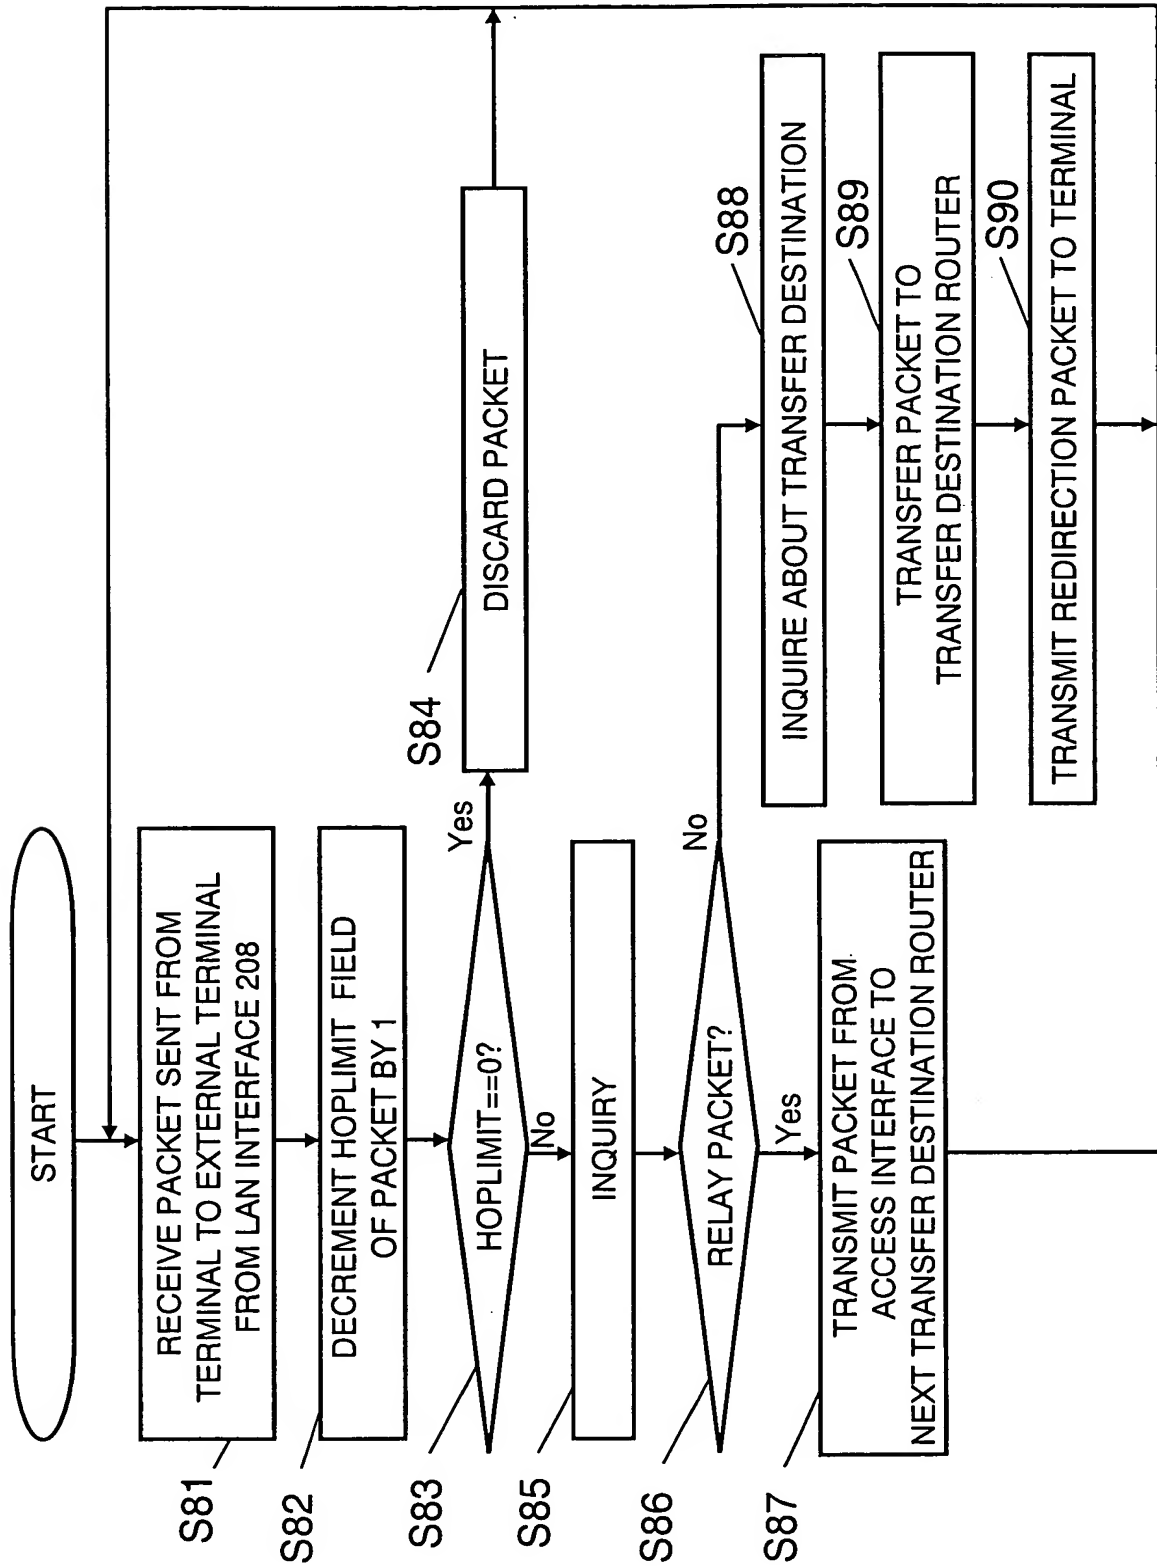 START
S81
RECEIVE PACKET SENT FROM
TERMINAL TO EXTERNAL TERMINAL
FROM LAN INTERFACE 208
S82
DECREMENT HOPLIMIT FIELD
OF PACKET BY 1
S83
HOPLIMIT==0?
Yes
No
S84
DISCARD PACKET
S85
INQUIRY
S86
RELAY PACKET?
No
Yes
S87
TRANSMIT PACKET FROM
ACCESS INTERFACE TO
NEXT TRANSFER DESTINATION ROUTER
S88
INQUIRE ABOUT TRANSFER DESTINATION
S89
TRANSFER PACKET TO
TRANSFER DESTINATION ROUTER
S90
TRANSMIT REDIRECTION PACKET TO TERMINAL